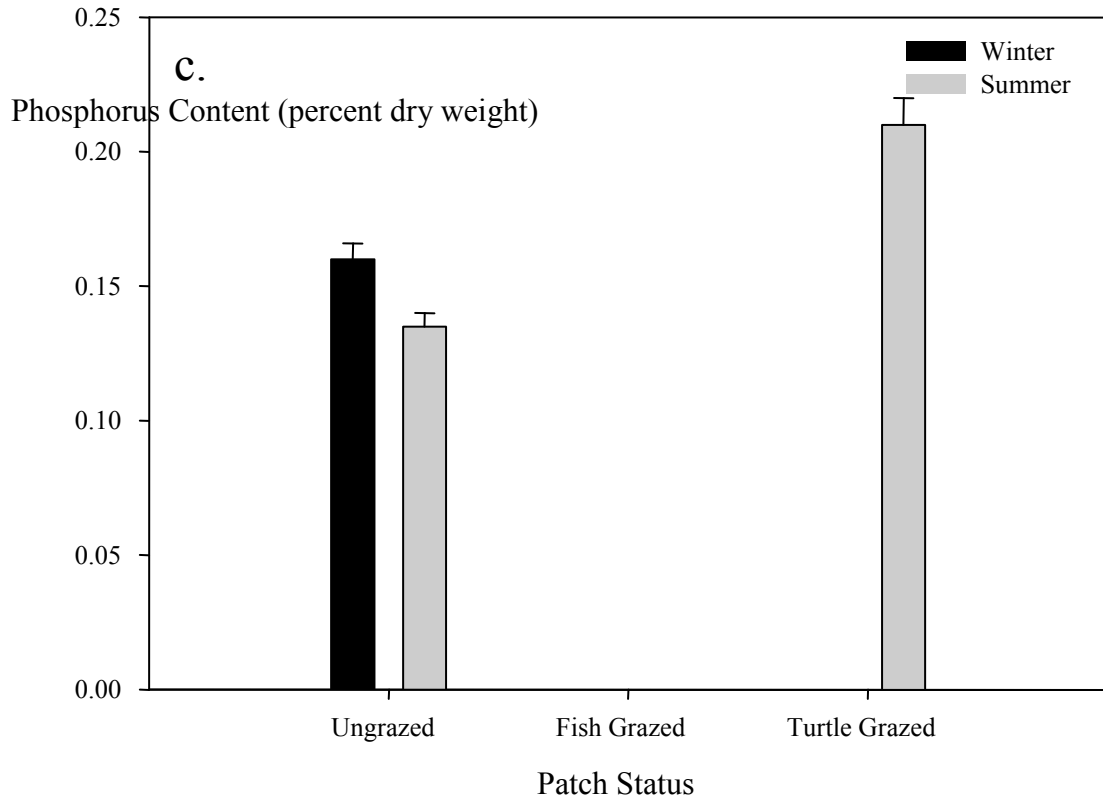 0.25
c.
Winter
Summer
Phosphorus Content (percent dry weight)
0.20
0.15
0.10
0.05
0.00
Ungrazed Fish Grazed Turtle Grazed
Patch Status